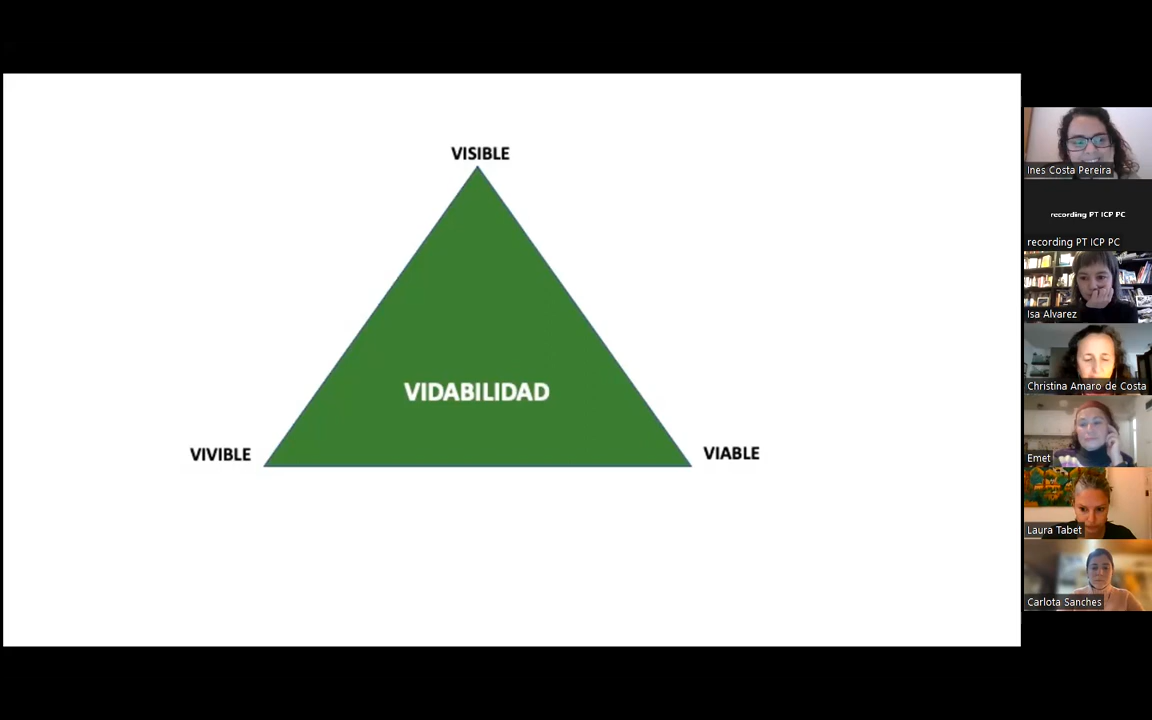 VISIBLE
VIDABILIDAD
VIVIBLE
VIABLE
Ines Costa Pereira
recording PT ICP PC
recording PT ICP PC
Isa Alvarez
Christina Amaro de Costa
Emet
Laura Tabet
Carlota Sanches